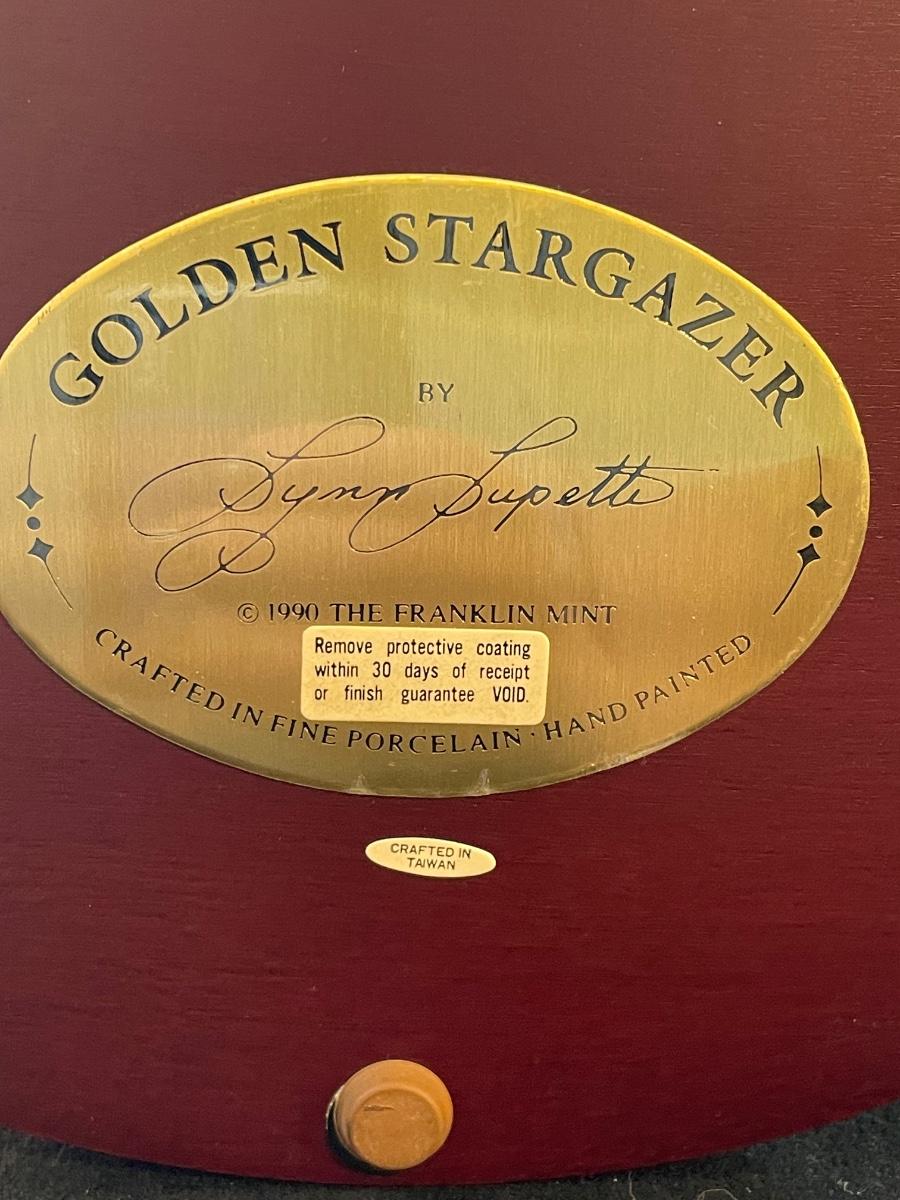 GOLDEN STARGAZER
BY
Lynn Lupetti
© 1990 THE FRANKLIN MINT
Remove protective coating
within 30 days of receipt
or finish guarantee VOID.
CRAFTED IN FINE PORCELAIN · HAND PAINTED
CRAFTED IN
TAIWAN